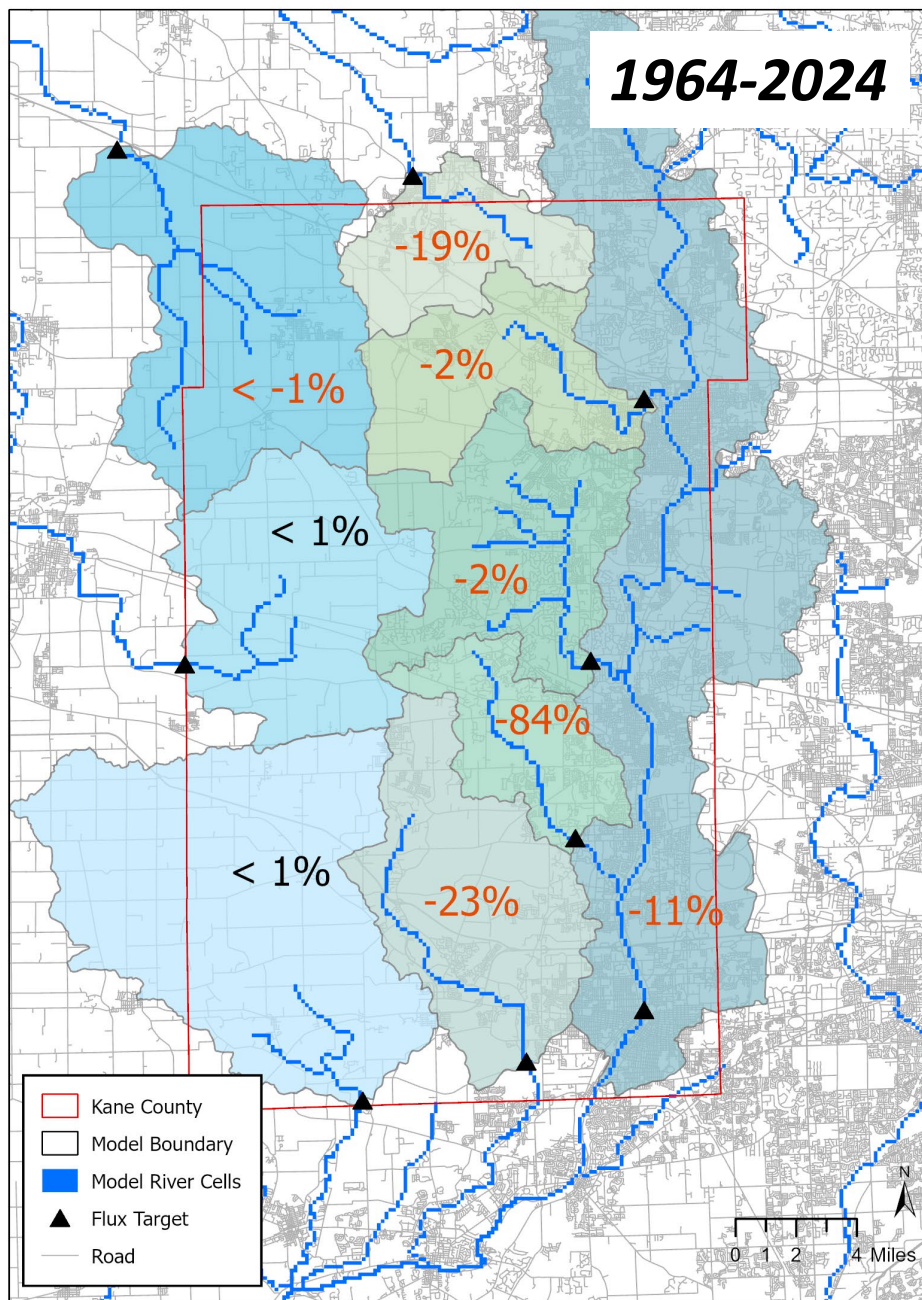 1964-2024
-19%
-2%
< -1%
< 1%
-2%
-84%
< 1%
-23%
-11%
Kane County
Model Boundary
Model River Cells
Flux Target
Road
N
0 1 2 4 Miles